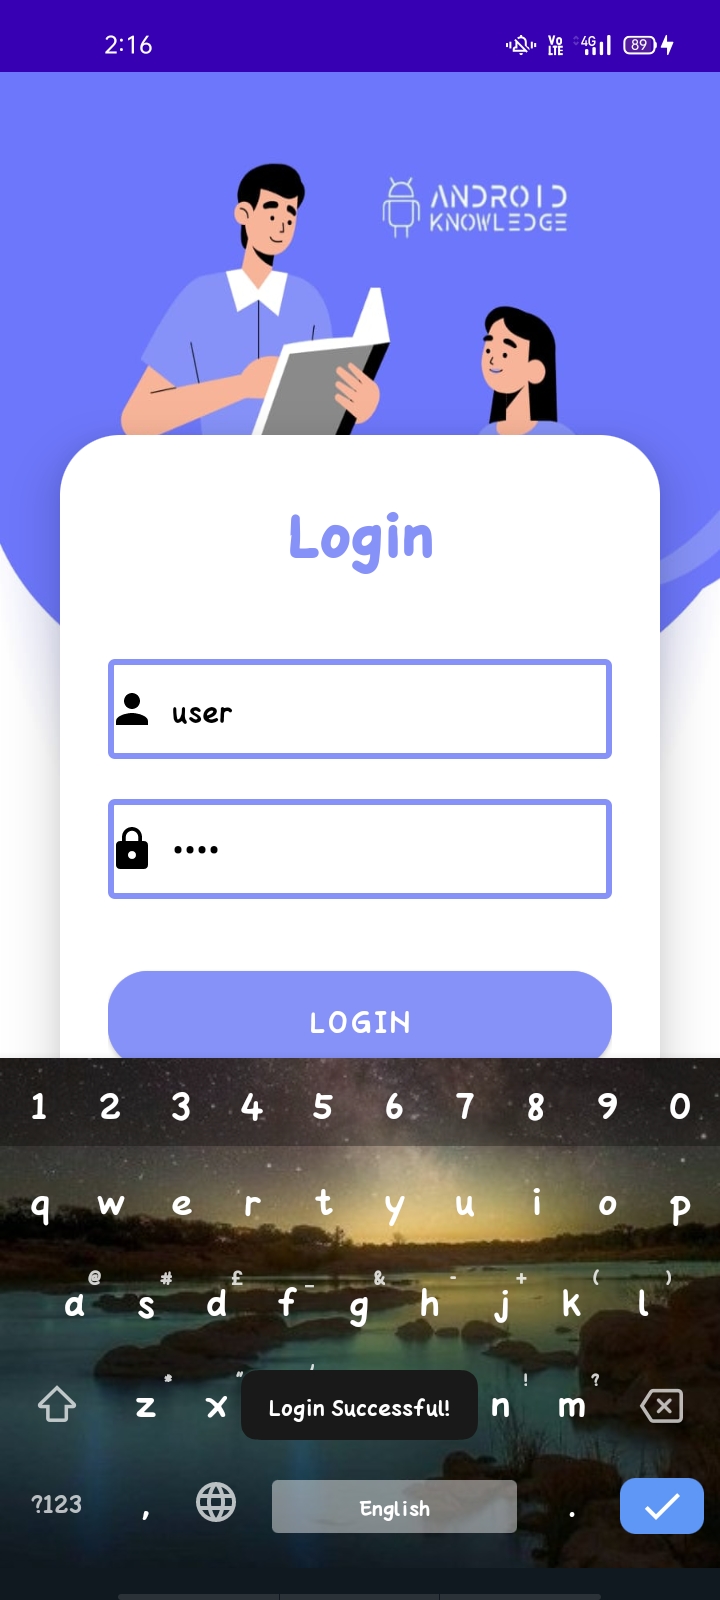 2:16
Vo
LTE
4G
89
ANDROID
KNOWLEDGE
Login
user
••••
LOGIN
1 2 3 4 5 6 7 8 9 0
q w e r t y u i o p
@ # £ _ & - + ( )
a s d f g h j k l
* " ' ! ?
z x n m
Login Successful!
?123 , English .